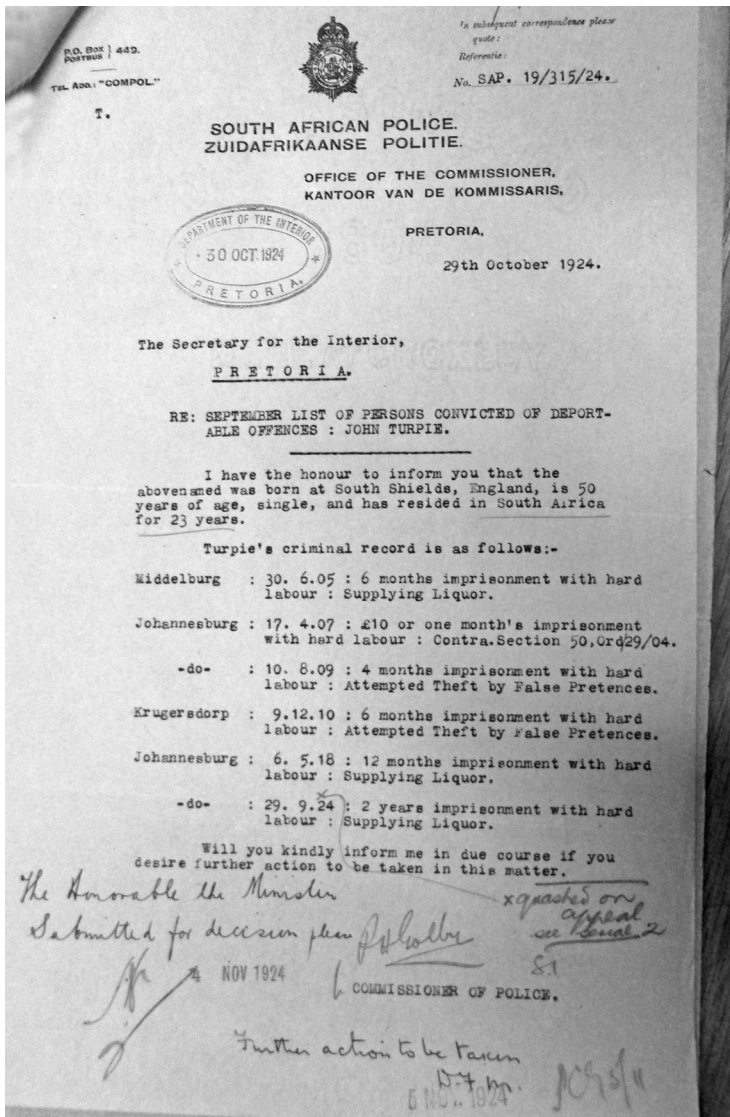 In subsequent correspondence please
quote:
Referentie:
No. SAP. 19/315/24.
P.O. BOX
POSTBUS } 449.
TEL. ADD.: "COMPOL."
T.
SOUTH AFRICAN POLICE.
ZUIDAFRIKAANSE POLITIE.
OFFICE OF THE COMMISSIONER,
KANTOOR VAN DE KOMMISSARIS,
PRETORIA,
29th October 1924.
DEPARTMENT OF THE INTERIOR
30 OCT. 1924
PRETORIA.
The Secretary for the Interior,
PRETORIA.
RE: SEPTEMBER LIST OF PERSONS CONVICTED OF DEPORT-
ABLE OFFENCES : JOHN TURPIE.
I have the honour to inform you that the
abovenamed was born at South Shields, England, is 50
years of age, single, and has resided in South Africa
for 23 years.
Turpie's criminal record is as follows:-
Middelburg : 30. 6.05 : 6 months imprisonment with hard
labour : Supplying Liquor.
Johannesburg : 17. 4.07 : £10 or one month's imprisonment
with hard labour : Contra.Section 50,Ord/29/04.
-do- : 10. 8.09 : 4 months imprisonment with hard
labour : Attempted Theft by False Pretences.
Krugersdorp : 9.12.10 : 6 months imprisonment with hard
labour : Attempted Theft by False Pretences.
Johannesburg : 6. 5.18 : 12 months imprisonment with hard
labour : Supplying Liquor.
-do- : 29. 9.24 x : 2 years imprisonment with hard
labour : Supplying Liquor.
Will you kindly inform me in due course if you
desire further action to be taken in this matter.
x quashed on
appeal
see Serial 2
The Honorable the Minister
Submitted for decision please
4 NOV 1924
COMMISSIONER OF POLICE.
Further action to be taken
5 NOV. 1924